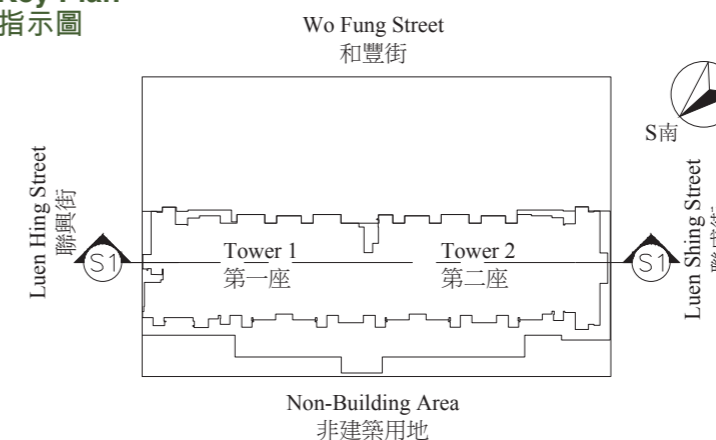 Key Plan
指示圖
Wo Fung Street
和豐街
S南
Luen Hing Street
聯興街
Luen Shing Street
S1
Tower 1
第一座
Tower 2
第二座
S1
Non-Building Area
非建築用地